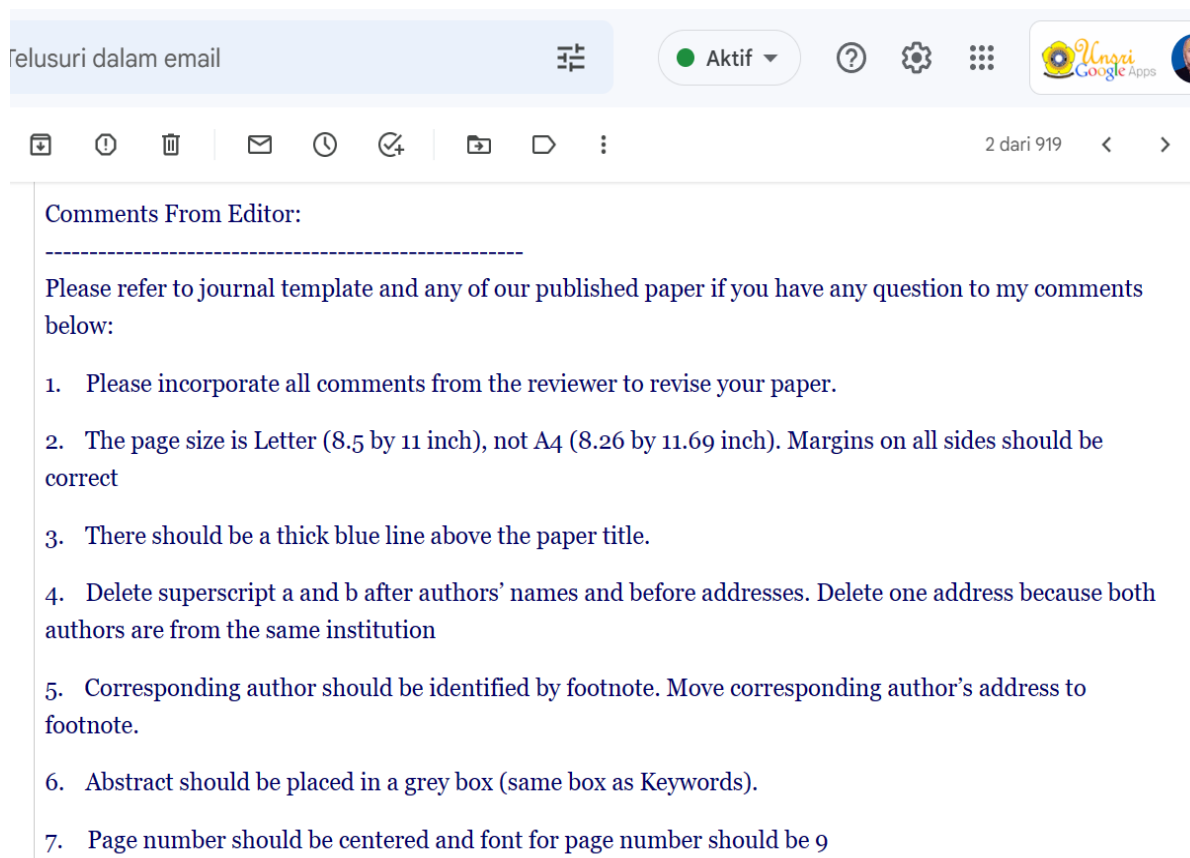 Telusuri dalam email
Aktif
Unsri
Google Apps
2 dari 919
Comments From Editor:
------------------------------------------------------
Please refer to journal template and any of our published paper if you have any question to my comments
below:
1. Please incorporate all comments from the reviewer to revise your paper.
2. The page size is Letter (8.5 by 11 inch), not A4 (8.26 by 11.69 inch). Margins on all sides should be
correct
3. There should be a thick blue line above the paper title.
4. Delete superscript a and b after authors’ names and before addresses. Delete one address because both
authors are from the same institution
5. Corresponding author should be identified by footnote. Move corresponding author’s address to
footnote.
6. Abstract should be placed in a grey box (same box as Keywords).
7. Page number should be centered and font for page number should be 9